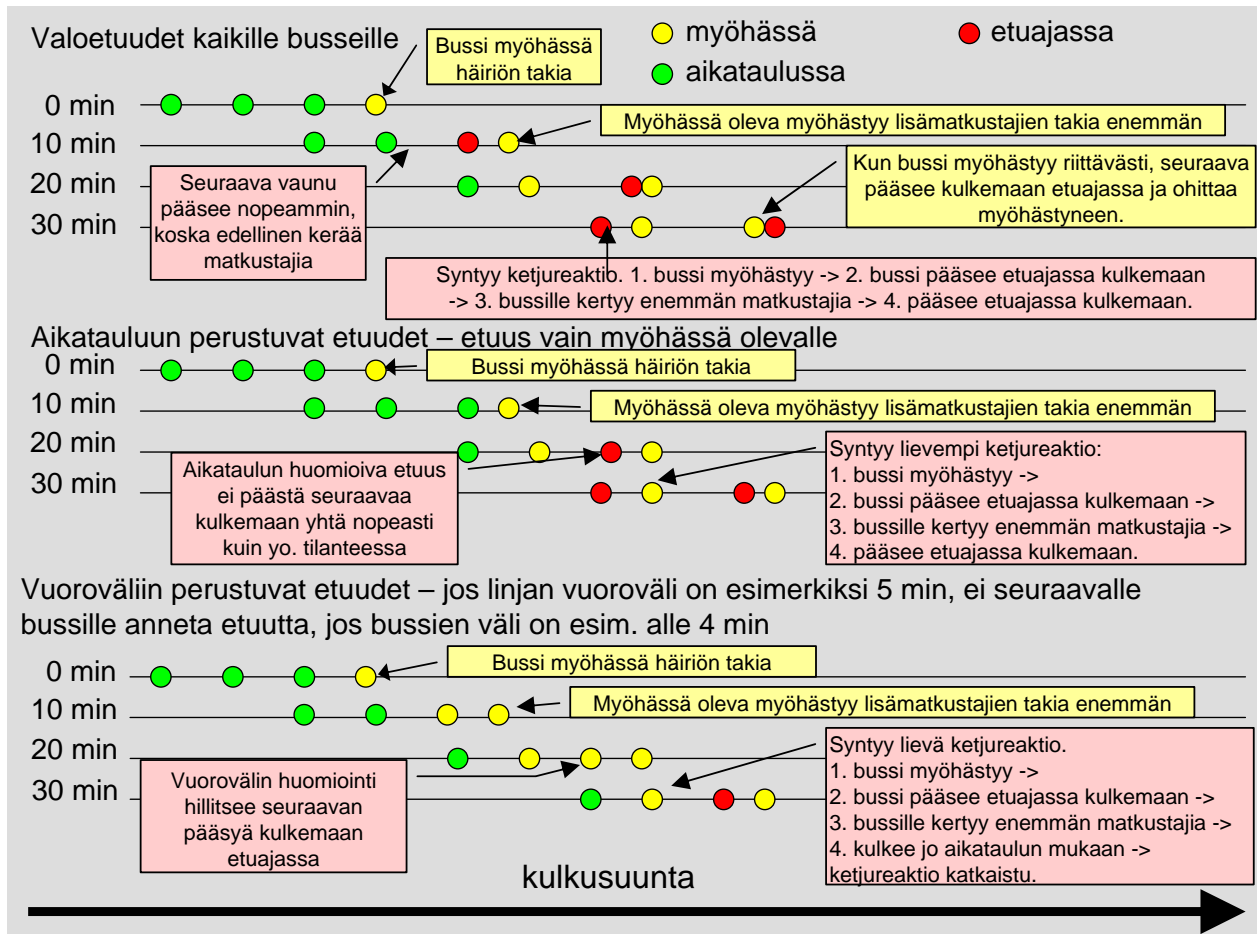 Valoetuudet kaikille busseille
Bussi myöhässä
häiriön takia
myöhässä
etuajassa
aikataulussa
0 min
10 min
Myöhässä oleva myöhästyy lisämatkustajien takia enemmän
20 min
30 min
Seuraava vaunu
pääsee nopeammin,
koska edellinen kerää
matkustajia
Kun bussi myöhästyy riittävästi, seuraava
pääsee kulkemaan etuajassa ja ohittaa
myöhästyneen.
Syntyy ketjureaktio. 1. bussi myöhästyy -> 2. bussi pääsee etuajassa kulkemaan
-> 3. bussille kertyy enemmän matkustajia -> 4. pääsee etuajassa kulkemaan.
Aikatauluun perustuvat etuudet – etuus vain myöhässä olevalle
0 min
Bussi myöhässä häiriön takia
10 min
Myöhässä oleva myöhästyy lisämatkustajien takia enemmän
20 min
30 min
Aikataulun huomioiva etuus
ei päästä seuraavaa
kulkemaan yhtä nopeasti
kuin yo. tilanteessa
Syntyy lievempi ketjureaktio:
1. bussi myöhästyy ->
2. bussi pääsee etuajassa kulkemaan ->
3. bussille kertyy enemmän matkustajia ->
4. pääsee etuajassa kulkemaan.
Vuoroväliin perustuvat etuudet – jos linjan vuoroväli on esimerkiksi 5 min, ei seuraavalle
bussille anneta etuutta, jos bussien väli on esim. alle 4 min
0 min
Bussi myöhässä häiriön takia
10 min
Myöhässä oleva myöhästyy lisämatkustajien takia enemmän
20 min
30 min
Vuorovälin huomiointi
hillitsee seuraavan
pääsyä kulkemaan
etuajassa
Syntyy lievä ketjureaktio.
1. bussi myöhästyy ->
2. bussi pääsee etuajassa kulkemaan ->
3. bussille kertyy enemmän matkustajia ->
4. kulkee jo aikataulun mukaan ->
ketjureaktio katkaistu.
kulkusuunta